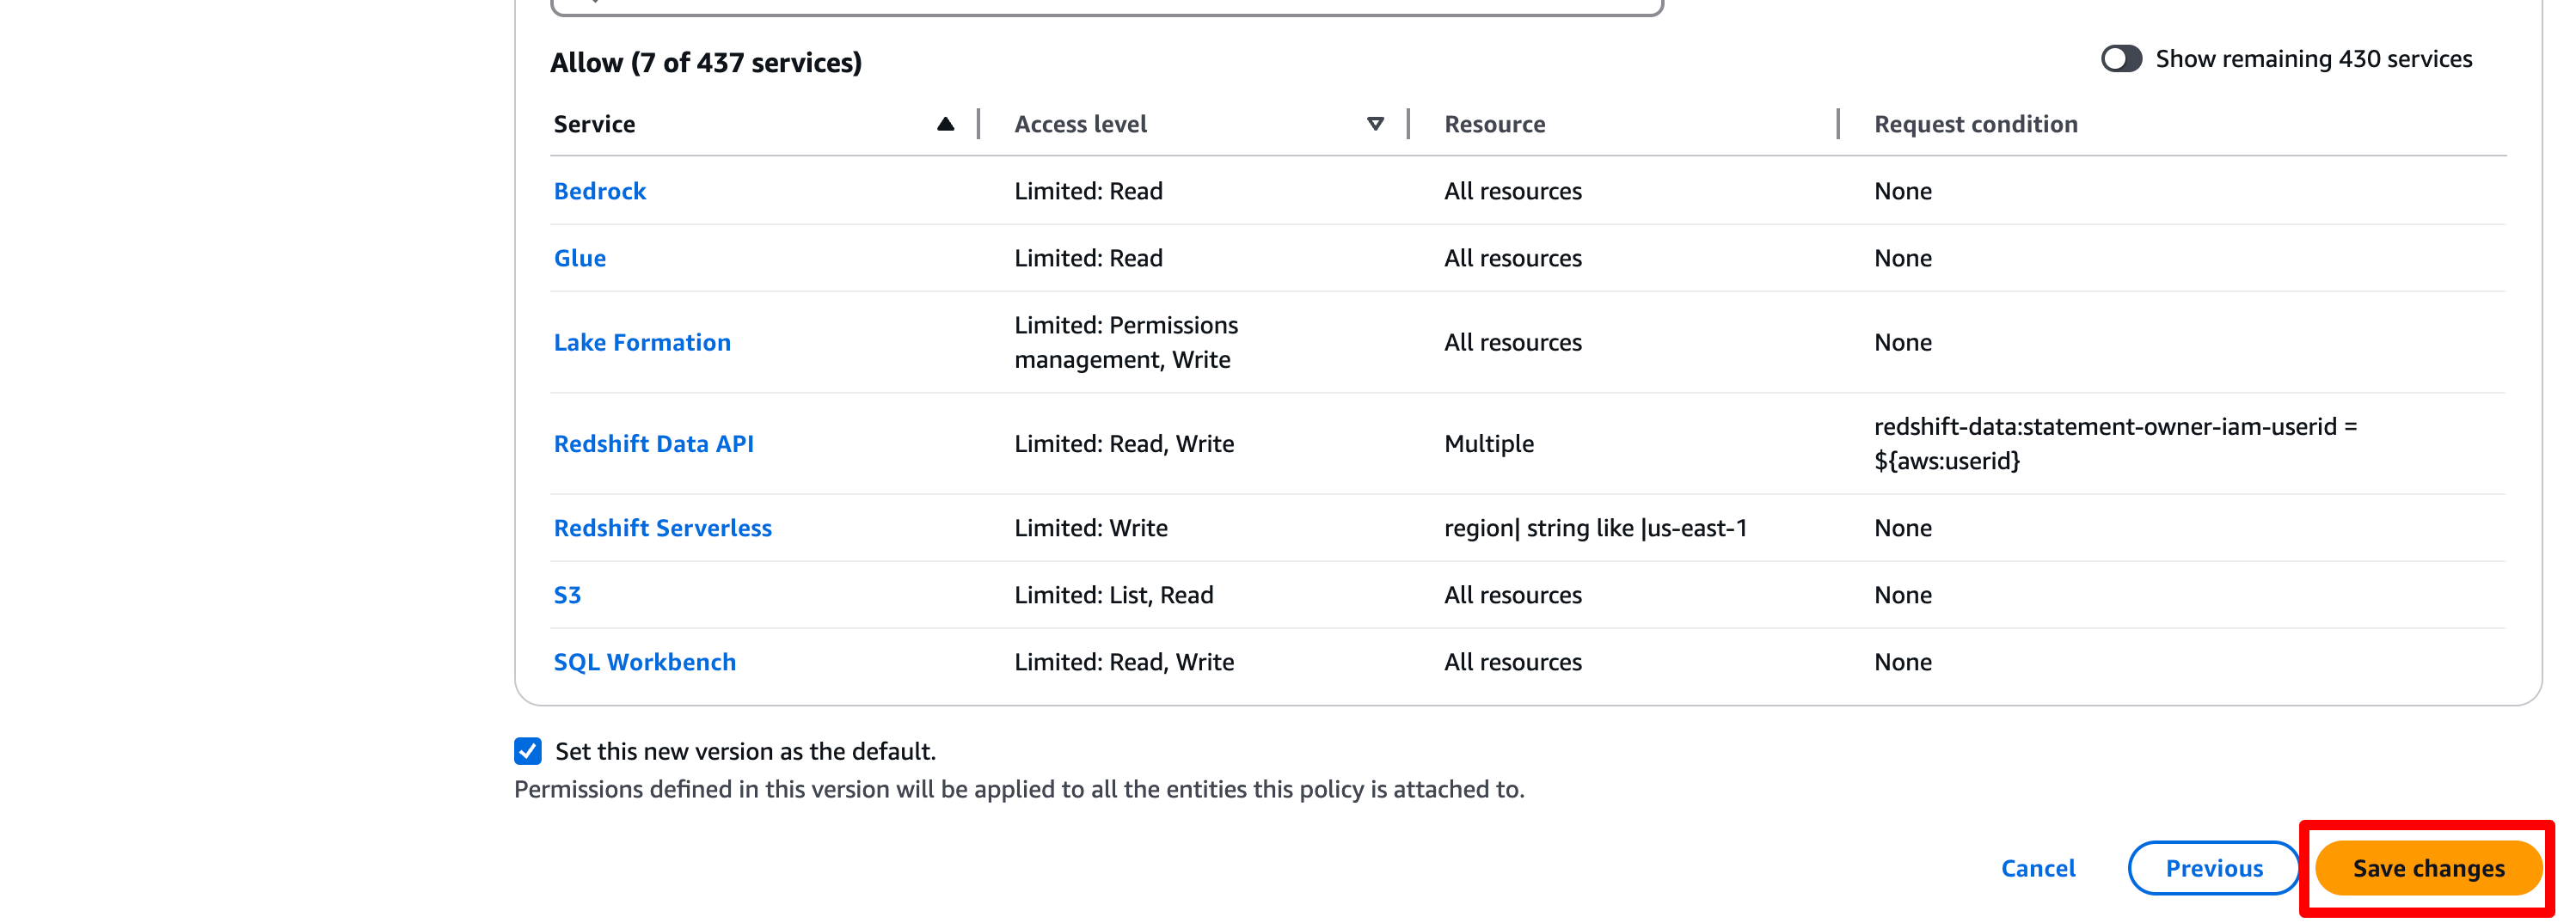 Allow (7 of 437 services)
Show remaining 430 services
Service Access level Resource Request condition
Bedrock Limited: Read All resources None
Glue Limited: Read All resources None
Lake Formation Limited: Permissions management, Write All resources None
Redshift Data API Limited: Read, Write Multiple redshift-data:statement-owner-iam-userid = ${aws:userid}
Redshift Serverless Limited: Write region| string like |us-east-1 None
S3 Limited: List, Read All resources None
SQL Workbench Limited: Read, Write All resources None
Set this new version as the default.
Permissions defined in this version will be applied to all the entities this policy is attached to.
Cancel Previous Save changes